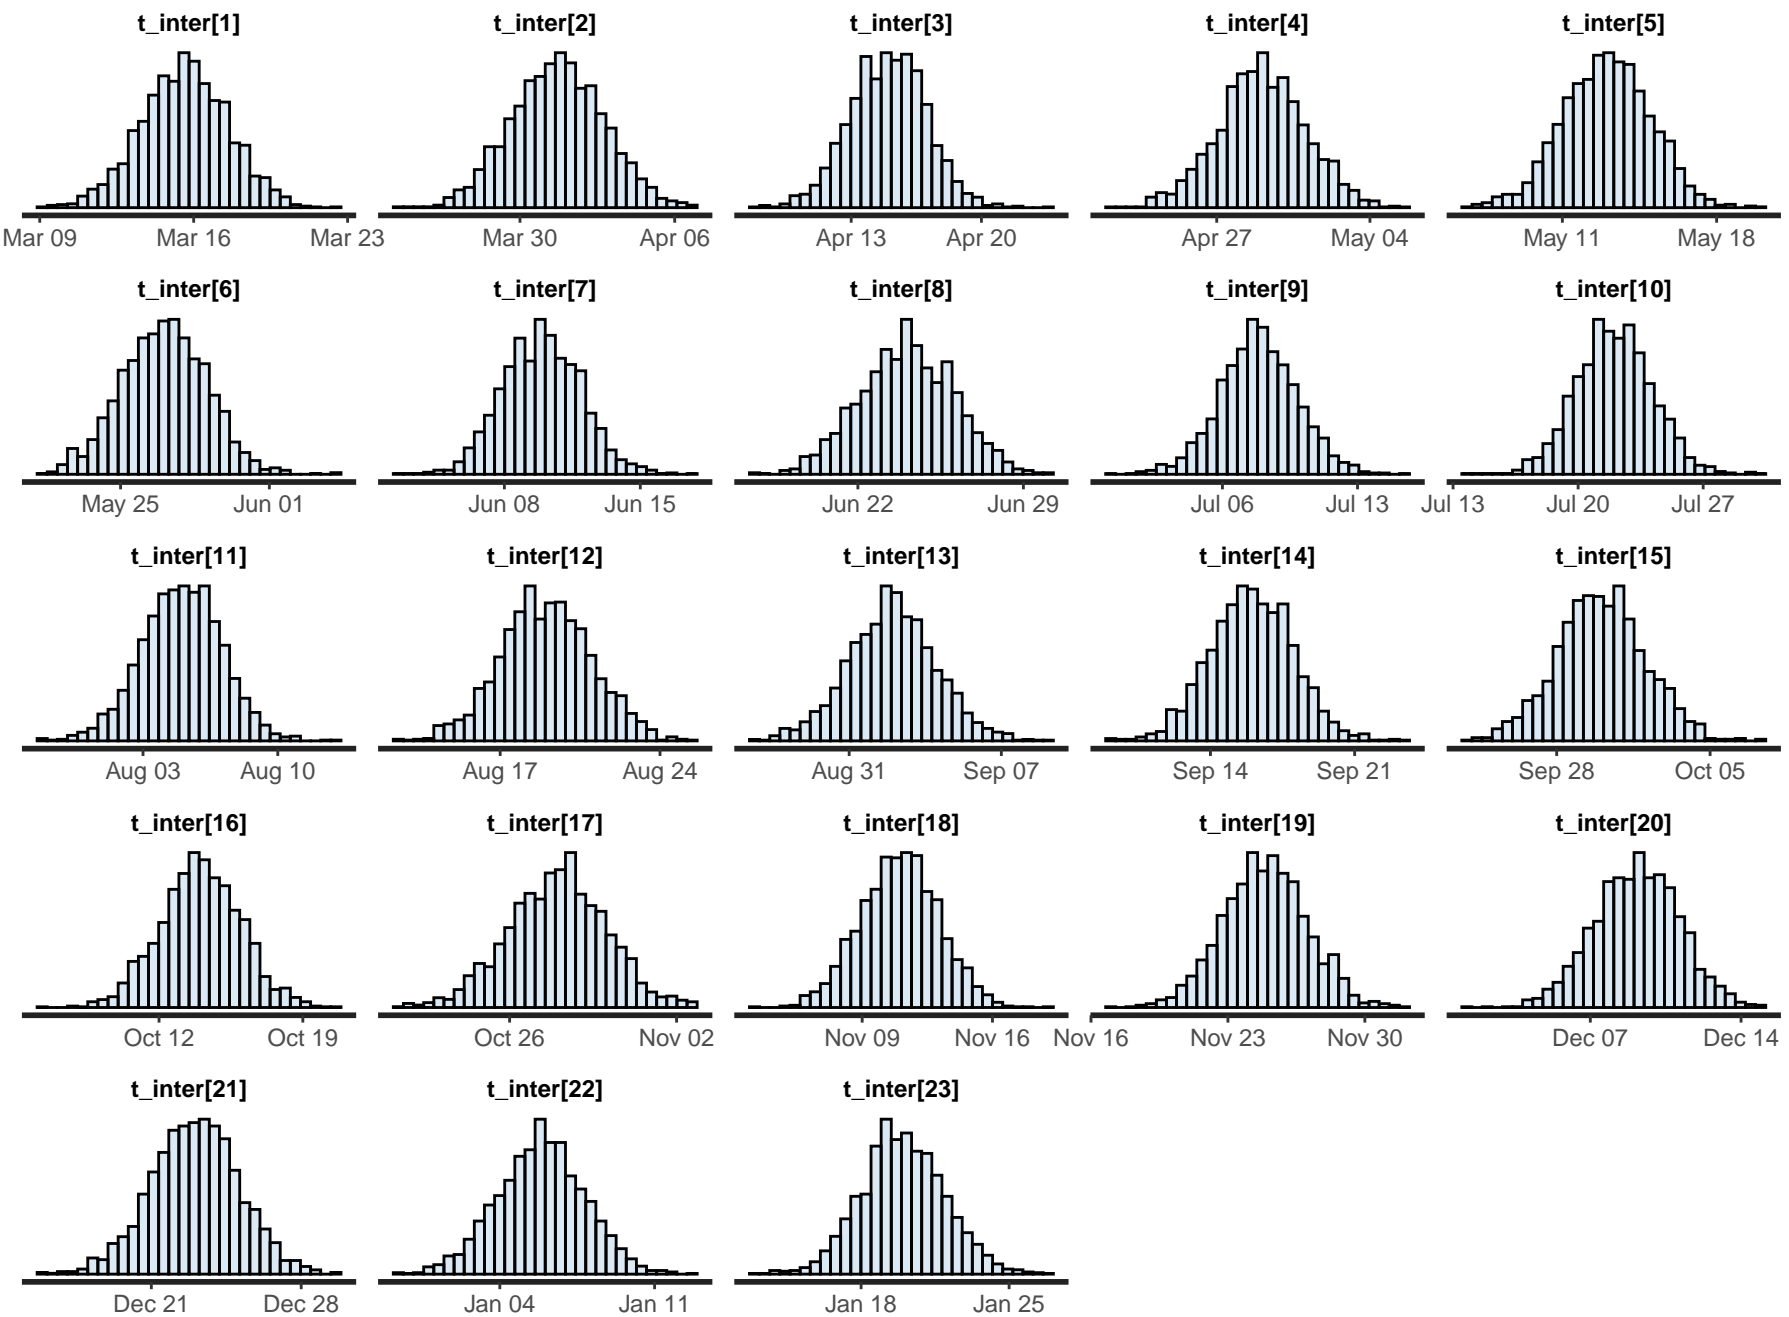 t_inter[1] t_inter[2] t_inter[3] t_inter[4] t_inter[5]
Mar 09 Mar 16 Mar 23 Mar 30 Apr 06 Apr 13 Apr 20 Apr 27 May 04 May 11 May 18
t_inter[6] t_inter[7] t_inter[8] t_inter[9] t_inter[10]
May 25 Jun 01 Jun 08 Jun 15 Jun 22 Jun 29 Jul 06 Jul 13 Jul 13 Jul 20 Jul 27
t_inter[11] t_inter[12] t_inter[13] t_inter[14] t_inter[15]
Aug 03 Aug 10 Aug 17 Aug 24 Aug 31 Sep 07 Sep 14 Sep 21 Sep 28 Oct 05
t_inter[16] t_inter[17] t_inter[18] t_inter[19] t_inter[20]
Oct 12 Oct 19 Oct 26 Nov 02 Nov 09 Nov 16 Nov 16 Nov 23 Nov 30 Dec 07 Dec 14
t_inter[21] t_inter[22] t_inter[23]
Dec 21 Dec 28 Jan 04 Jan 11 Jan 18 Jan 25